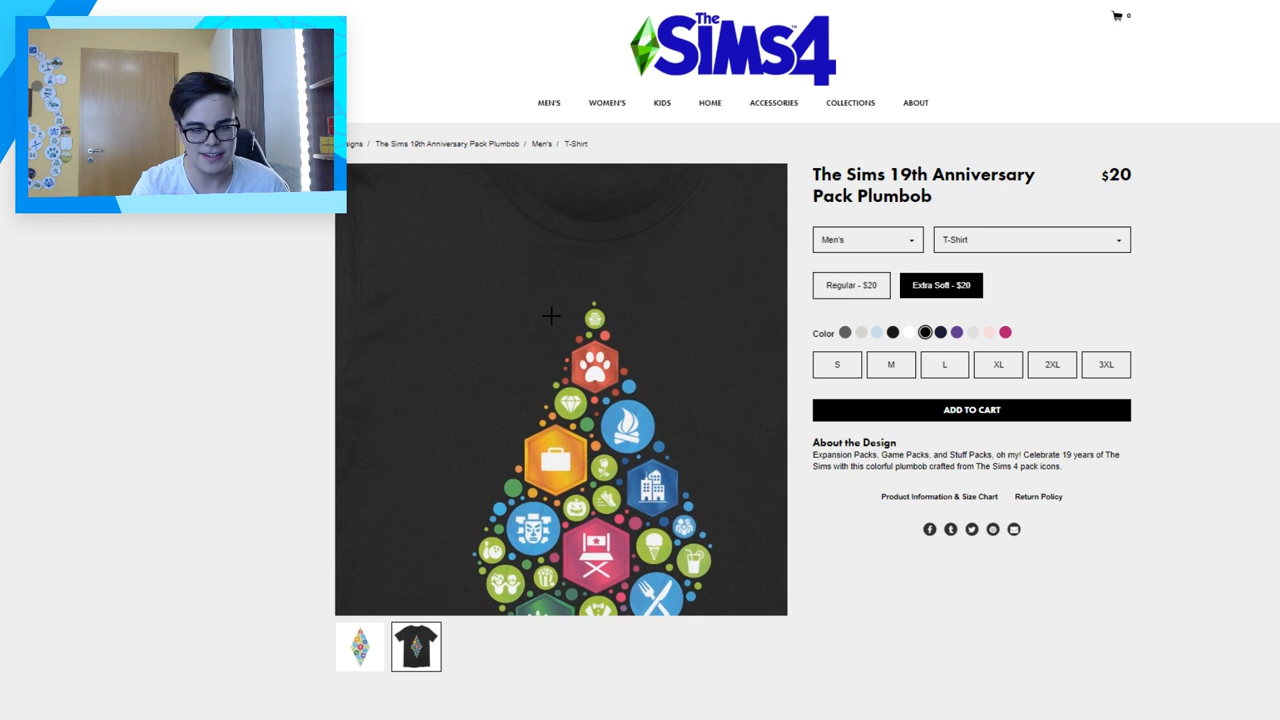 The
SIMS4
0
MEN'S WOMEN'S KIDS HOME ACCESSORIES COLLECTIONS ABOUT
/ The Sims 19th Anniversary Pack Plumbob / Men's / T-Shirt
The Sims 19th Anniversary
Pack Plumbob
$20
Men's T-Shirt
Regular - $20 Extra Soft - $20
Color
S M L XL 2XL 3XL
ADD TO CART
About the Design
Expansion Packs, Game Packs, and Stuff Packs, oh my! Celebrate 19 years of The
Sims with this colorful plumbob crafted from The Sims 4 pack icons.
Product Information & Size Chart Return Policy